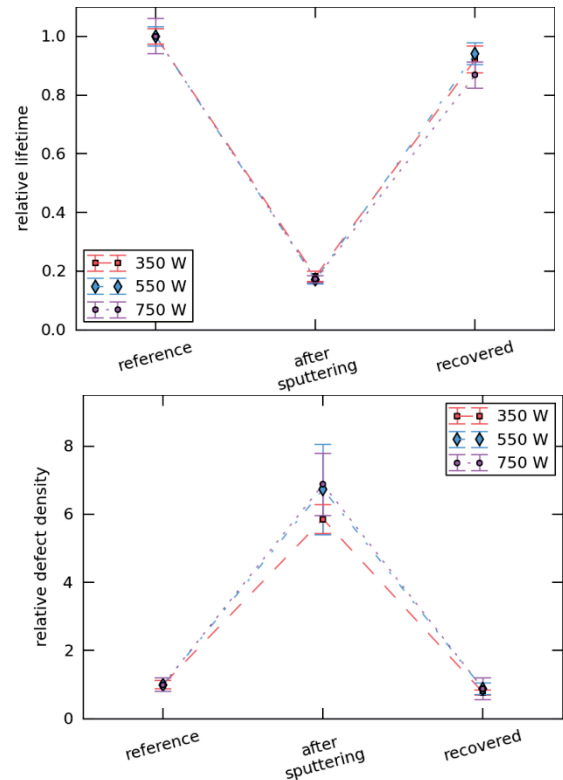 relative lifetime
1.0
0.8
0.6
0.4
0.2
0.0
350 W
550 W
750 W
reference
after
sputtering
recovered
relative defect density
8
6
4
2
0
350 W
550 W
750 W
reference
after
sputtering
recovered